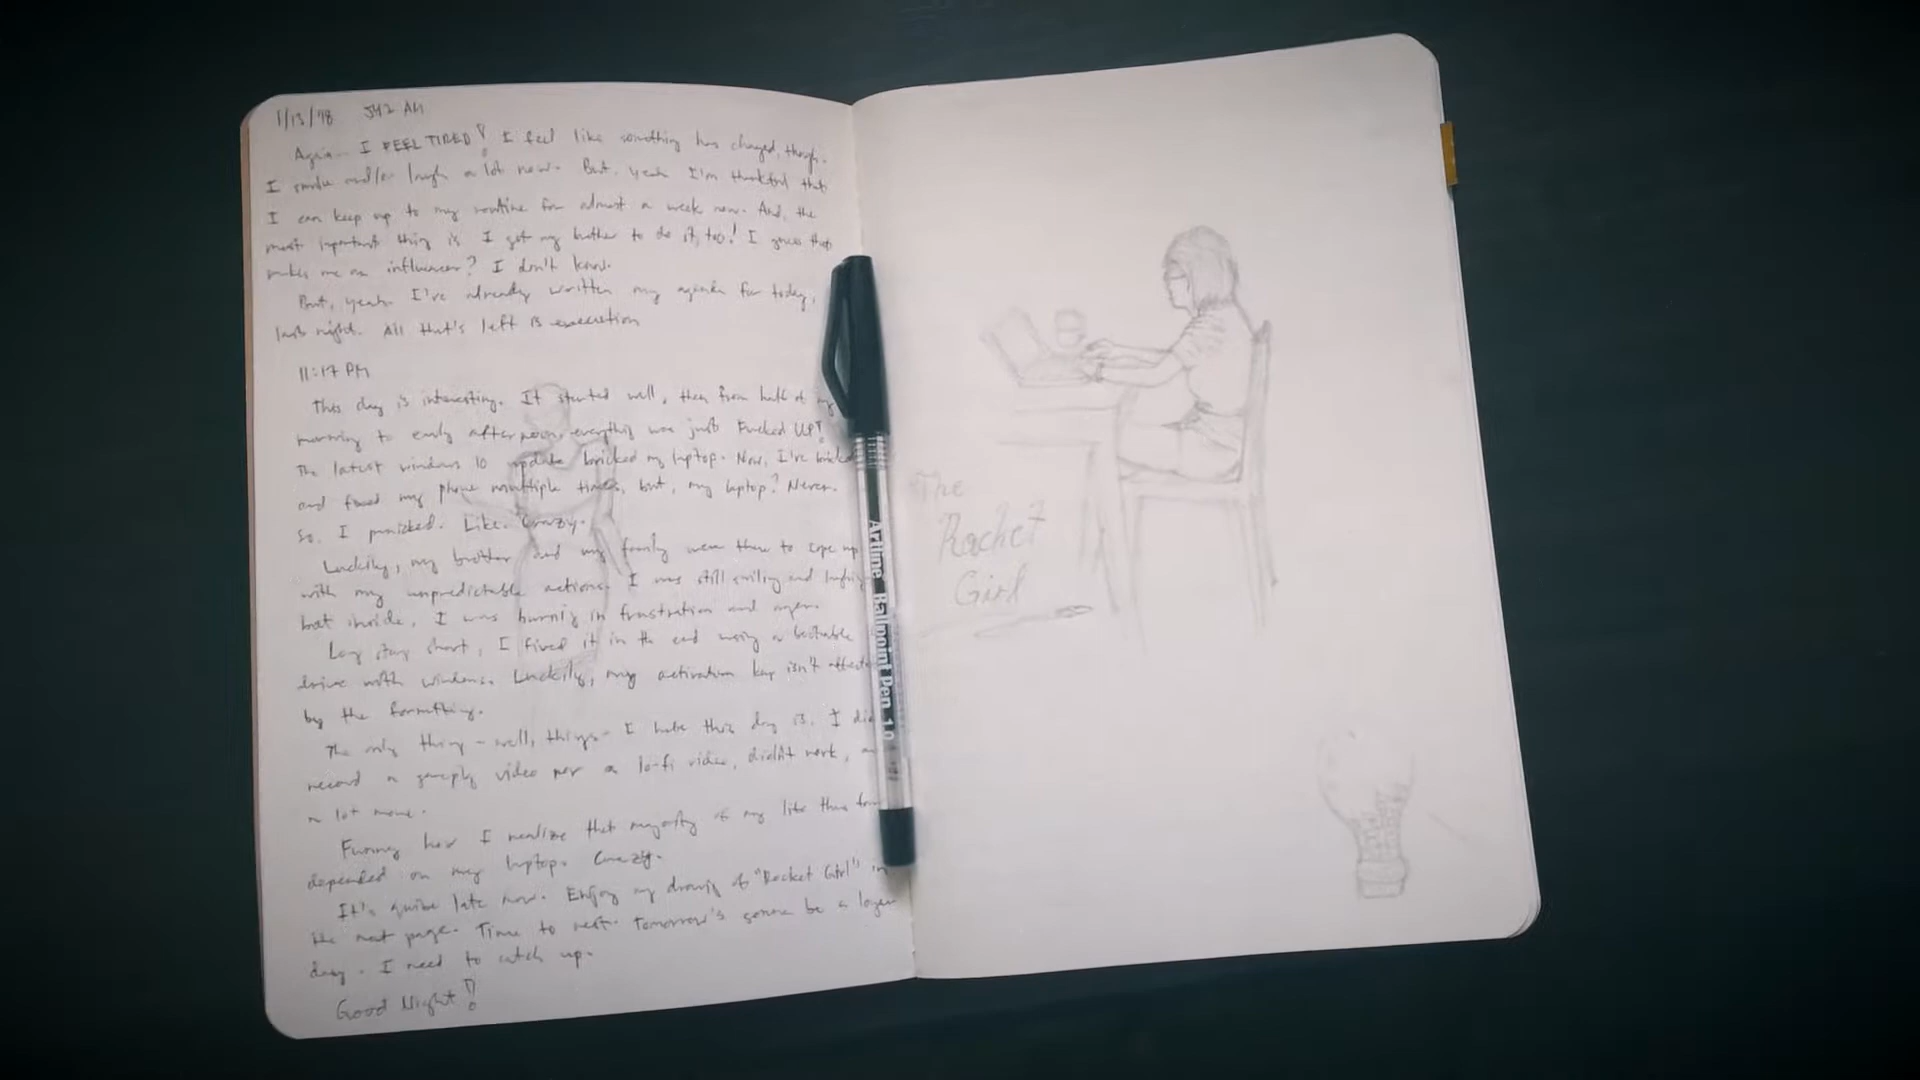 1/13/18 5:42 AM
Again. I FEEL TIRED! I feel like something has changed, though.
I smile and/or laugh a lot now. But, yeah I'm thankful that
I can keep up to my routine for almost a week now. And, the
most important thing is I got my brother to do it, too! I guess that
makes me an influencer? I don't know.
But, yeah. I've already written my agenda for today,
last night. All that's left is execution
11:17 PM
This day is interesting. It started well, then from half of my
morning to early afternoon, everything was just Fucked UP!
The latest windows 10 update bricked my laptop. Now, I've bricked
and fixed my phone multiple times, but, my laptop? Never.
So, I panicked. Like. Crazy.
Luckily, my brother and my family were there to cope up
with my unpredictable actions. I was still smiling and laughing
but inside, I was burning in frustration and anger.
Long story short, I fixed it in the end using a bootable
drive with windows. Luckily, my activation key isn't affected
by the formatting.
The only thing - well, things - I hate this day is, I
record a gameplay video nor a lo-fi video, didn't work,
a lot more.
Funny how I realize that majority of my life
depended on my laptop. Crazy.
It's quite late now. Enjoy my drawing of "Rocket Girl" in
the next page. Time to rest. Tomorrow's gonna be a
day. I need to catch up.
Good Night!
Artline Ballpoint Pen 1.0
The
Rocket
Girl